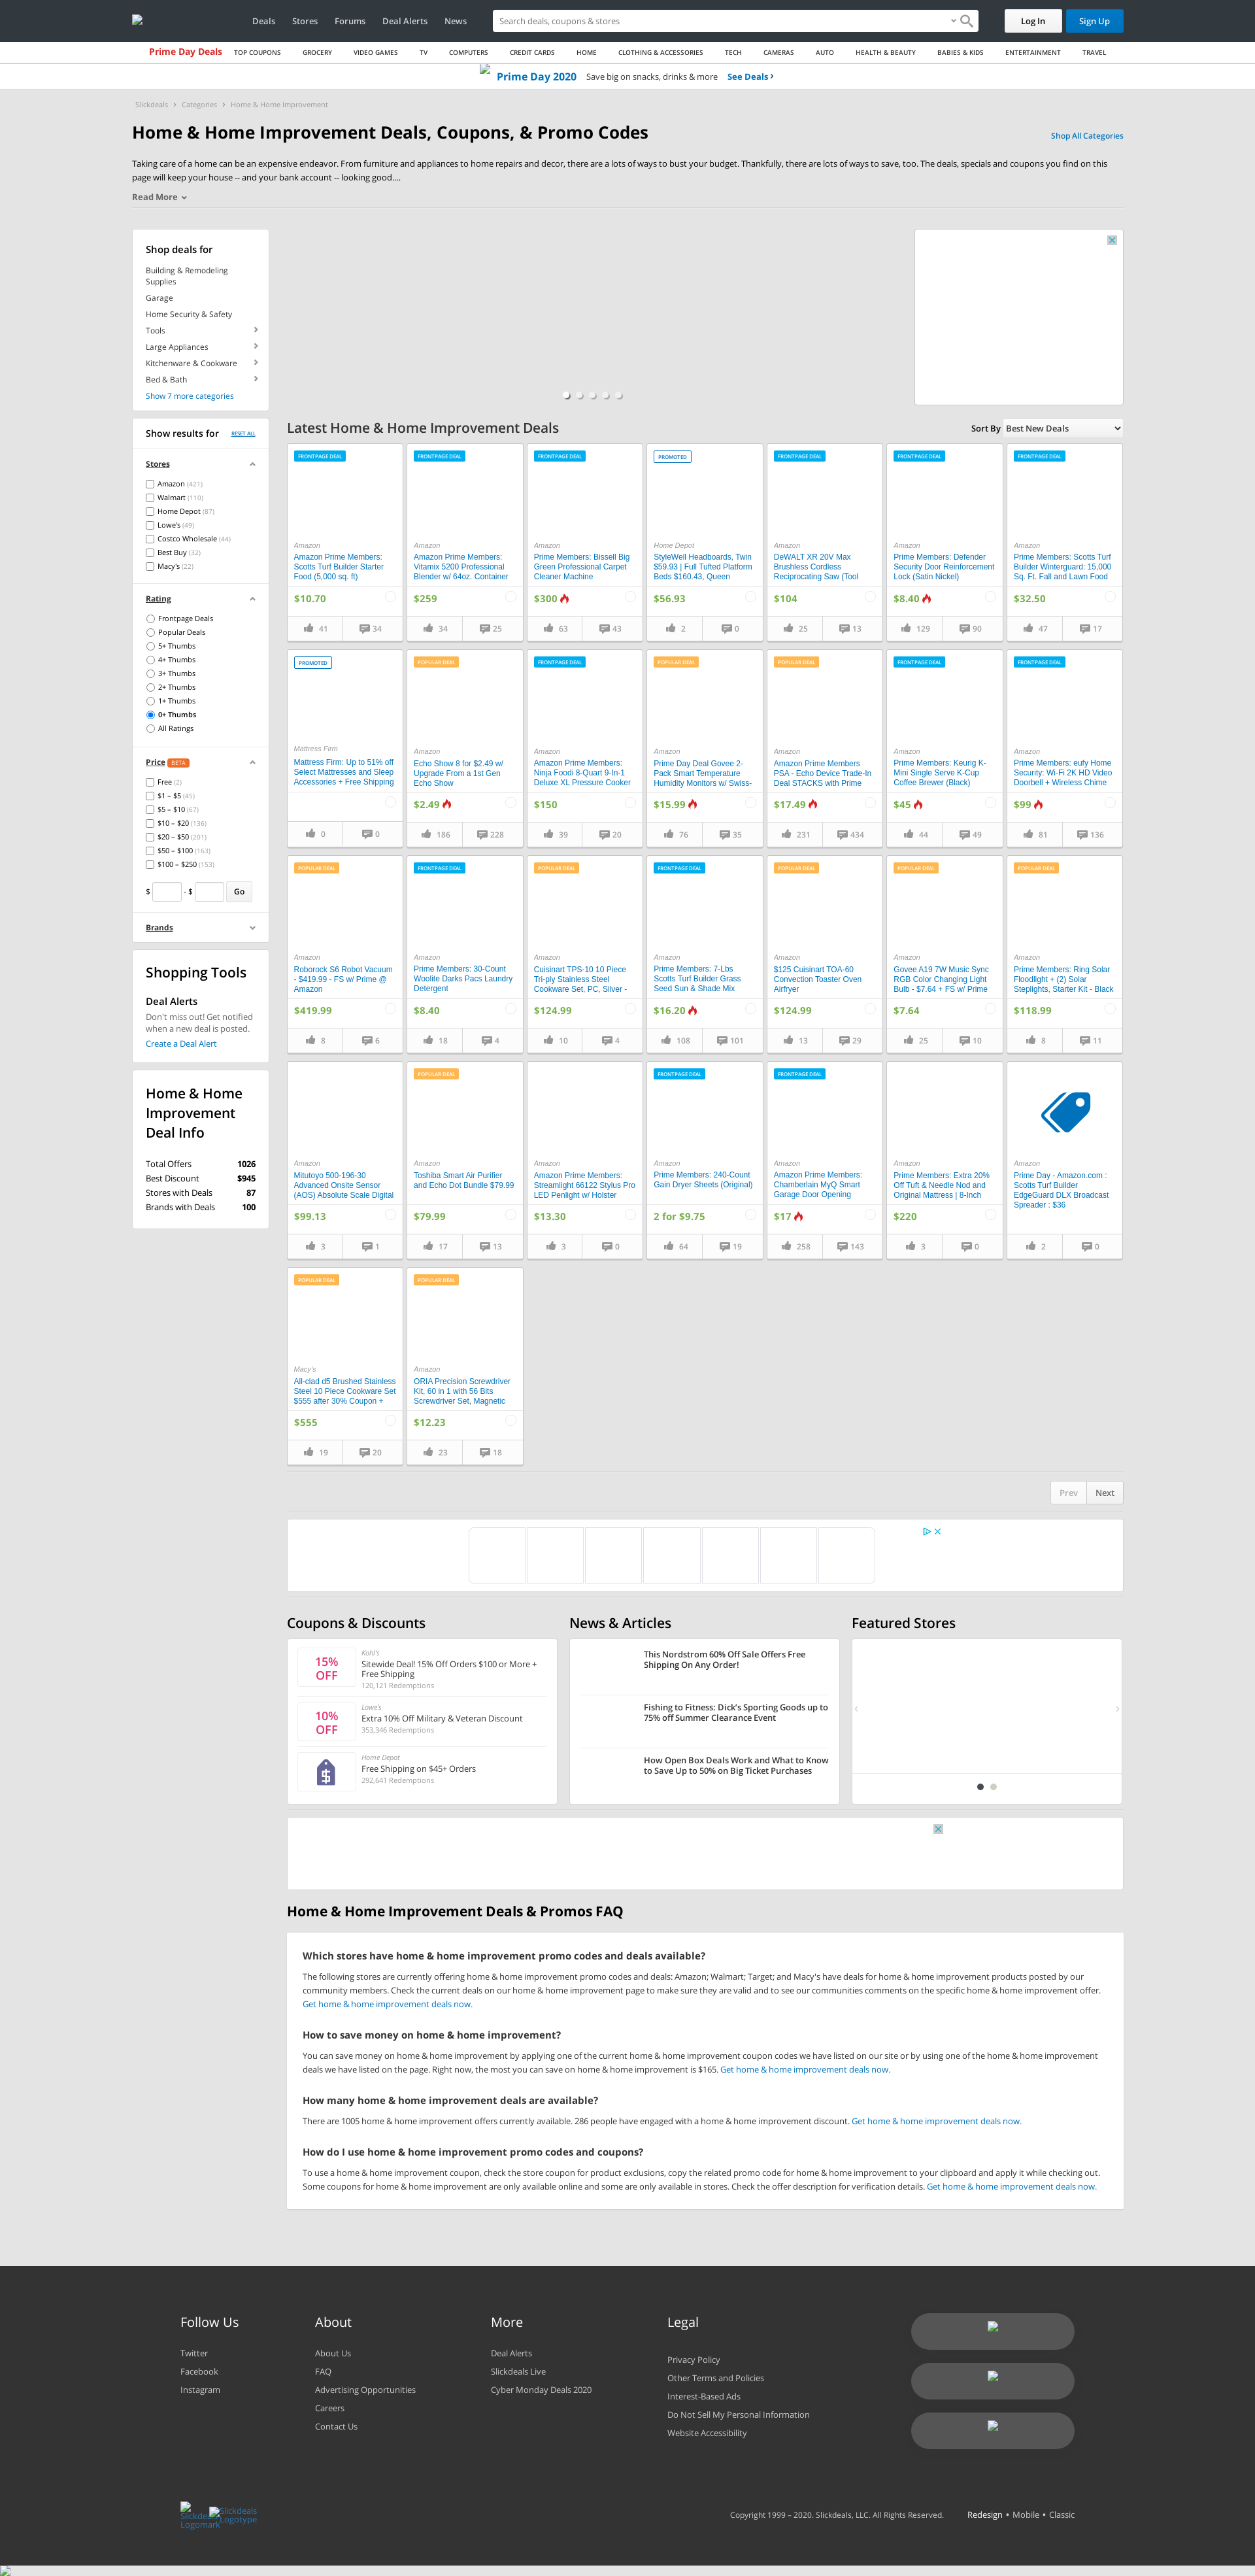 Deals Stores Forums Deal Alerts News
Search deals, coupons & stores
Log In
Sign Up
Prime Day Deals TOP COUPONS GROCERY VIDEO GAMES TV COMPUTERS CREDIT CARDS HOME CLOTHING & ACCESSORIES TECH CAMERAS AUTO HEALTH & BEAUTY BABIES & KIDS ENTERTAINMENT TRAVEL
Prime Day 2020 Save big on snacks, drinks & more See Deals
Slickdeals › Categories › Home & Home Improvement
Home & Home Improvement Deals, Coupons, & Promo Codes
Shop All Categories
Taking care of a home can be an expensive endeavor. From furniture and appliances to home repairs and decor, there are a lots of ways to bust your budget. Thankfully, there are lots of ways to save, too. The deals, specials and coupons you find on this
page will keep your house -- and your bank account -- looking good....
Read More
Shop deals for
Building & Remodeling
Supplies
Garage
Home Security & Safety
Tools
Large Appliances
Kitchenware & Cookware
Bed & Bath
Show 7 more categories
Show results for RESET ALL
Stores
Amazon (421)
Walmart (110)
Home Depot (87)
Lowe's (49)
Costco Wholesale (44)
Best Buy (32)
Macy's (22)
Rating
Frontpage Deals
Popular Deals
5+ Thumbs
4+ Thumbs
3+ Thumbs
2+ Thumbs
1+ Thumbs
0+ Thumbs
All Ratings
Price BETA
Free (2)
$1 – $5 (45)
$5 – $10 (67)
$10 – $20 (136)
$20 – $50 (201)
$50 – $100 (163)
$100 – $250 (153)
$ - $ Go
Brands
Shopping Tools
Deal Alerts
Don't miss out! Get notified
when a new deal is posted.
Create a Deal Alert
Home & Home
Improvement
Deal Info
Total Offers 1026
Best Discount $945
Stores with Deals 87
Brands with Deals 100
Latest Home & Home Improvement Deals
Sort By Best New Deals
FRONTPAGE DEAL
Amazon
Amazon Prime Members:
Scotts Turf Builder Starter
Food (5,000 sq. ft)
$10.70
41 34
FRONTPAGE DEAL
Amazon
Amazon Prime Members:
Vitamix 5200 Professional
Blender w/ 64oz. Container
$259
34 25
FRONTPAGE DEAL
Amazon
Prime Members: Bissell Big
Green Professional Carpet
Cleaner Machine
$300
63 43
PROMOTED
Home Depot
StyleWell Headboards, Twin
$59.93 | Full Tufted Platform
Beds $160.43, Queen
$56.93
2 0
FRONTPAGE DEAL
Amazon
DeWALT XR 20V Max
Brushless Cordless
Reciprocating Saw (Tool
$104
25 13
FRONTPAGE DEAL
Amazon
Prime Members: Defender
Security Door Reinforcement
Lock (Satin Nickel)
$8.40
129 90
FRONTPAGE DEAL
Amazon
Prime Members: Scotts Turf
Builder Winterguard: 15,000
Sq. Ft. Fall and Lawn Food
$32.50
47 17
PROMOTED
Mattress Firm
Mattress Firm: Up to 51% off
Select Mattresses and Sleep
Accessories + Free Shipping
0 0
POPULAR DEAL
Amazon
Echo Show 8 for $2.49 w/
Upgrade From a 1st Gen
Echo Show
$2.49
186 228
FRONTPAGE DEAL
Amazon
Amazon Prime Members:
Ninja Foodi 8-Quart 9-In-1
Deluxe XL Pressure Cooker
$150
39 20
POPULAR DEAL
Amazon
Prime Day Deal Govee 2-
Pack Smart Temperature
Humidity Monitors w/ Swiss-
$15.99
76 35
POPULAR DEAL
Amazon
Amazon Prime Members
PSA - Echo Device Trade-In
Deal STACKS with Prime
$17.49
231 434
FRONTPAGE DEAL
Amazon
Prime Members: Keurig K-
Mini Single Serve K-Cup
Coffee Brewer (Black)
$45
44 49
FRONTPAGE DEAL
Amazon
Prime Members: eufy Home
Security: Wi-Fi 2K HD Video
Doorbell + Wireless Chime
$99
81 136
POPULAR DEAL
Amazon
Roborock S6 Robot Vacuum
- $419.99 - FS w/ Prime @
Amazon
$419.99
8 6
FRONTPAGE DEAL
Amazon
Prime Members: 30-Count
Woolite Darks Pacs Laundry
Detergent
$8.40
18 4
POPULAR DEAL
Amazon
Cuisinart TPS-10 10 Piece
Tri-ply Stainless Steel
Cookware Set, PC, Silver -
$124.99
10 4
FRONTPAGE DEAL
Amazon
Prime Members: 7-Lbs
Scotts Turf Builder Grass
Seed Sun & Shade Mix
$16.20
108 101
POPULAR DEAL
Amazon
$125 Cuisinart TOA-60
Convection Toaster Oven
Airfryer
$124.99
13 29
POPULAR DEAL
Amazon
Govee A19 7W Music Sync
RGB Color Changing Light
Bulb - $7.64 + FS w/ Prime
$7.64
25 10
POPULAR DEAL
Amazon
Prime Members: Ring Solar
Floodlight + (2) Solar
Steplights, Starter Kit - Black
$118.99
8 11
Amazon
Mitutoyo 500-196-30
Advanced Onsite Sensor
(AOS) Absolute Scale Digital
$99.13
3 1
POPULAR DEAL
Amazon
Toshiba Smart Air Purifier
and Echo Dot Bundle $79.99
$79.99
17 13
Amazon
Amazon Prime Members:
Streamlight 66122 Stylus Pro
LED Penlight w/ Holster
$13.30
3 0
FRONTPAGE DEAL
Amazon
Prime Members: 240-Count
Gain Dryer Sheets (Original)
2 for $9.75
64 19
FRONTPAGE DEAL
Amazon
Amazon Prime Members:
Chamberlain MyQ Smart
Garage Door Opening
$17
258 143
Amazon
Prime Members: Extra 20%
Off Tuft & Needle Nod and
Original Mattress | 8-Inch
$220
3 0
Amazon
Prime Day - Amazon.com :
Scotts Turf Builder
EdgeGuard DLX Broadcast
Spreader : $36
2 0
POPULAR DEAL
Macy's
All-clad d5 Brushed Stainless
Steel 10 Piece Cookware Set
$555 after 30% Coupon +
$555
19 20
POPULAR DEAL
Amazon
ORIA Precision Screwdriver
Kit, 60 in 1 with 56 Bits
Screwdriver Set, Magnetic
$12.23
23 18
Prev Next
Coupons & Discounts
15%
OFF
Kohl's
Sitewide Deal! 15% Off Orders $100 or More +
Free Shipping
120,121 Redemptions
10%
OFF
Lowe's
Extra 10% Off Military & Veteran Discount
353,346 Redemptions
Home Depot
Free Shipping on $45+ Orders
292,641 Redemptions
News & Articles
This Nordstrom 60% Off Sale Offers Free
Shipping On Any Order!
Fishing to Fitness: Dick's Sporting Goods up to
75% off Summer Clearance Event
How Open Box Deals Work and What to Know
to Save Up to 50% on Big Ticket Purchases
Featured Stores
Home & Home Improvement Deals & Promos FAQ
Which stores have home & home improvement promo codes and deals available?
The following stores are currently offering home & home improvement promo codes and deals: Amazon; Walmart; Target; and Macy's have deals for home & home improvement products posted by our
community members. Check the current deals on our home & home improvement page to make sure they are valid and to see our communities comments on the specific home & home improvement offer.
Get home & home improvement deals now.
How to save money on home & home improvement?
You can save money on home & home improvement by applying one of the current home & home improvement coupon codes we have listed on our site or by using one of the home & home improvement
deals we have listed on the page. Right now, the most you can save on home & home improvement is $165. Get home & home improvement deals now.
How many home & home improvement deals are available?
There are 1005 home & home improvement offers currently available. 286 people have engaged with a home & home improvement discount. Get home & home improvement deals now.
How do I use home & home improvement promo codes and coupons?
To use a home & home improvement coupon, check the store coupon for product exclusions, copy the related promo code for home & home improvement to your clipboard and apply it while checking out.
Some coupons for home & home improvement are only available online and some are only available in stores. Check the offer description for verification details. Get home & home improvement deals now.
Follow Us
Twitter
Facebook
Instagram
About
About Us
FAQ
Advertising Opportunities
Careers
Contact Us
More
Deal Alerts
Slickdeals Live
Cyber Monday Deals 2020
Legal
Privacy Policy
Other Terms and Policies
Interest-Based Ads
Do Not Sell My Personal Information
Website Accessibility
Slickdeals
Logomark
Slickdeals
Logotype
Copyright 1999 – 2020. Slickdeals, LLC. All Rights Reserved. Redesign • Mobile • Classic